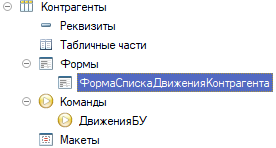 Контрагенты
Реквизиты
Табличные части
Формы
ФормаСпискаДвиженияКонтрагента
Команды
ДвиженияБУ
Макеты